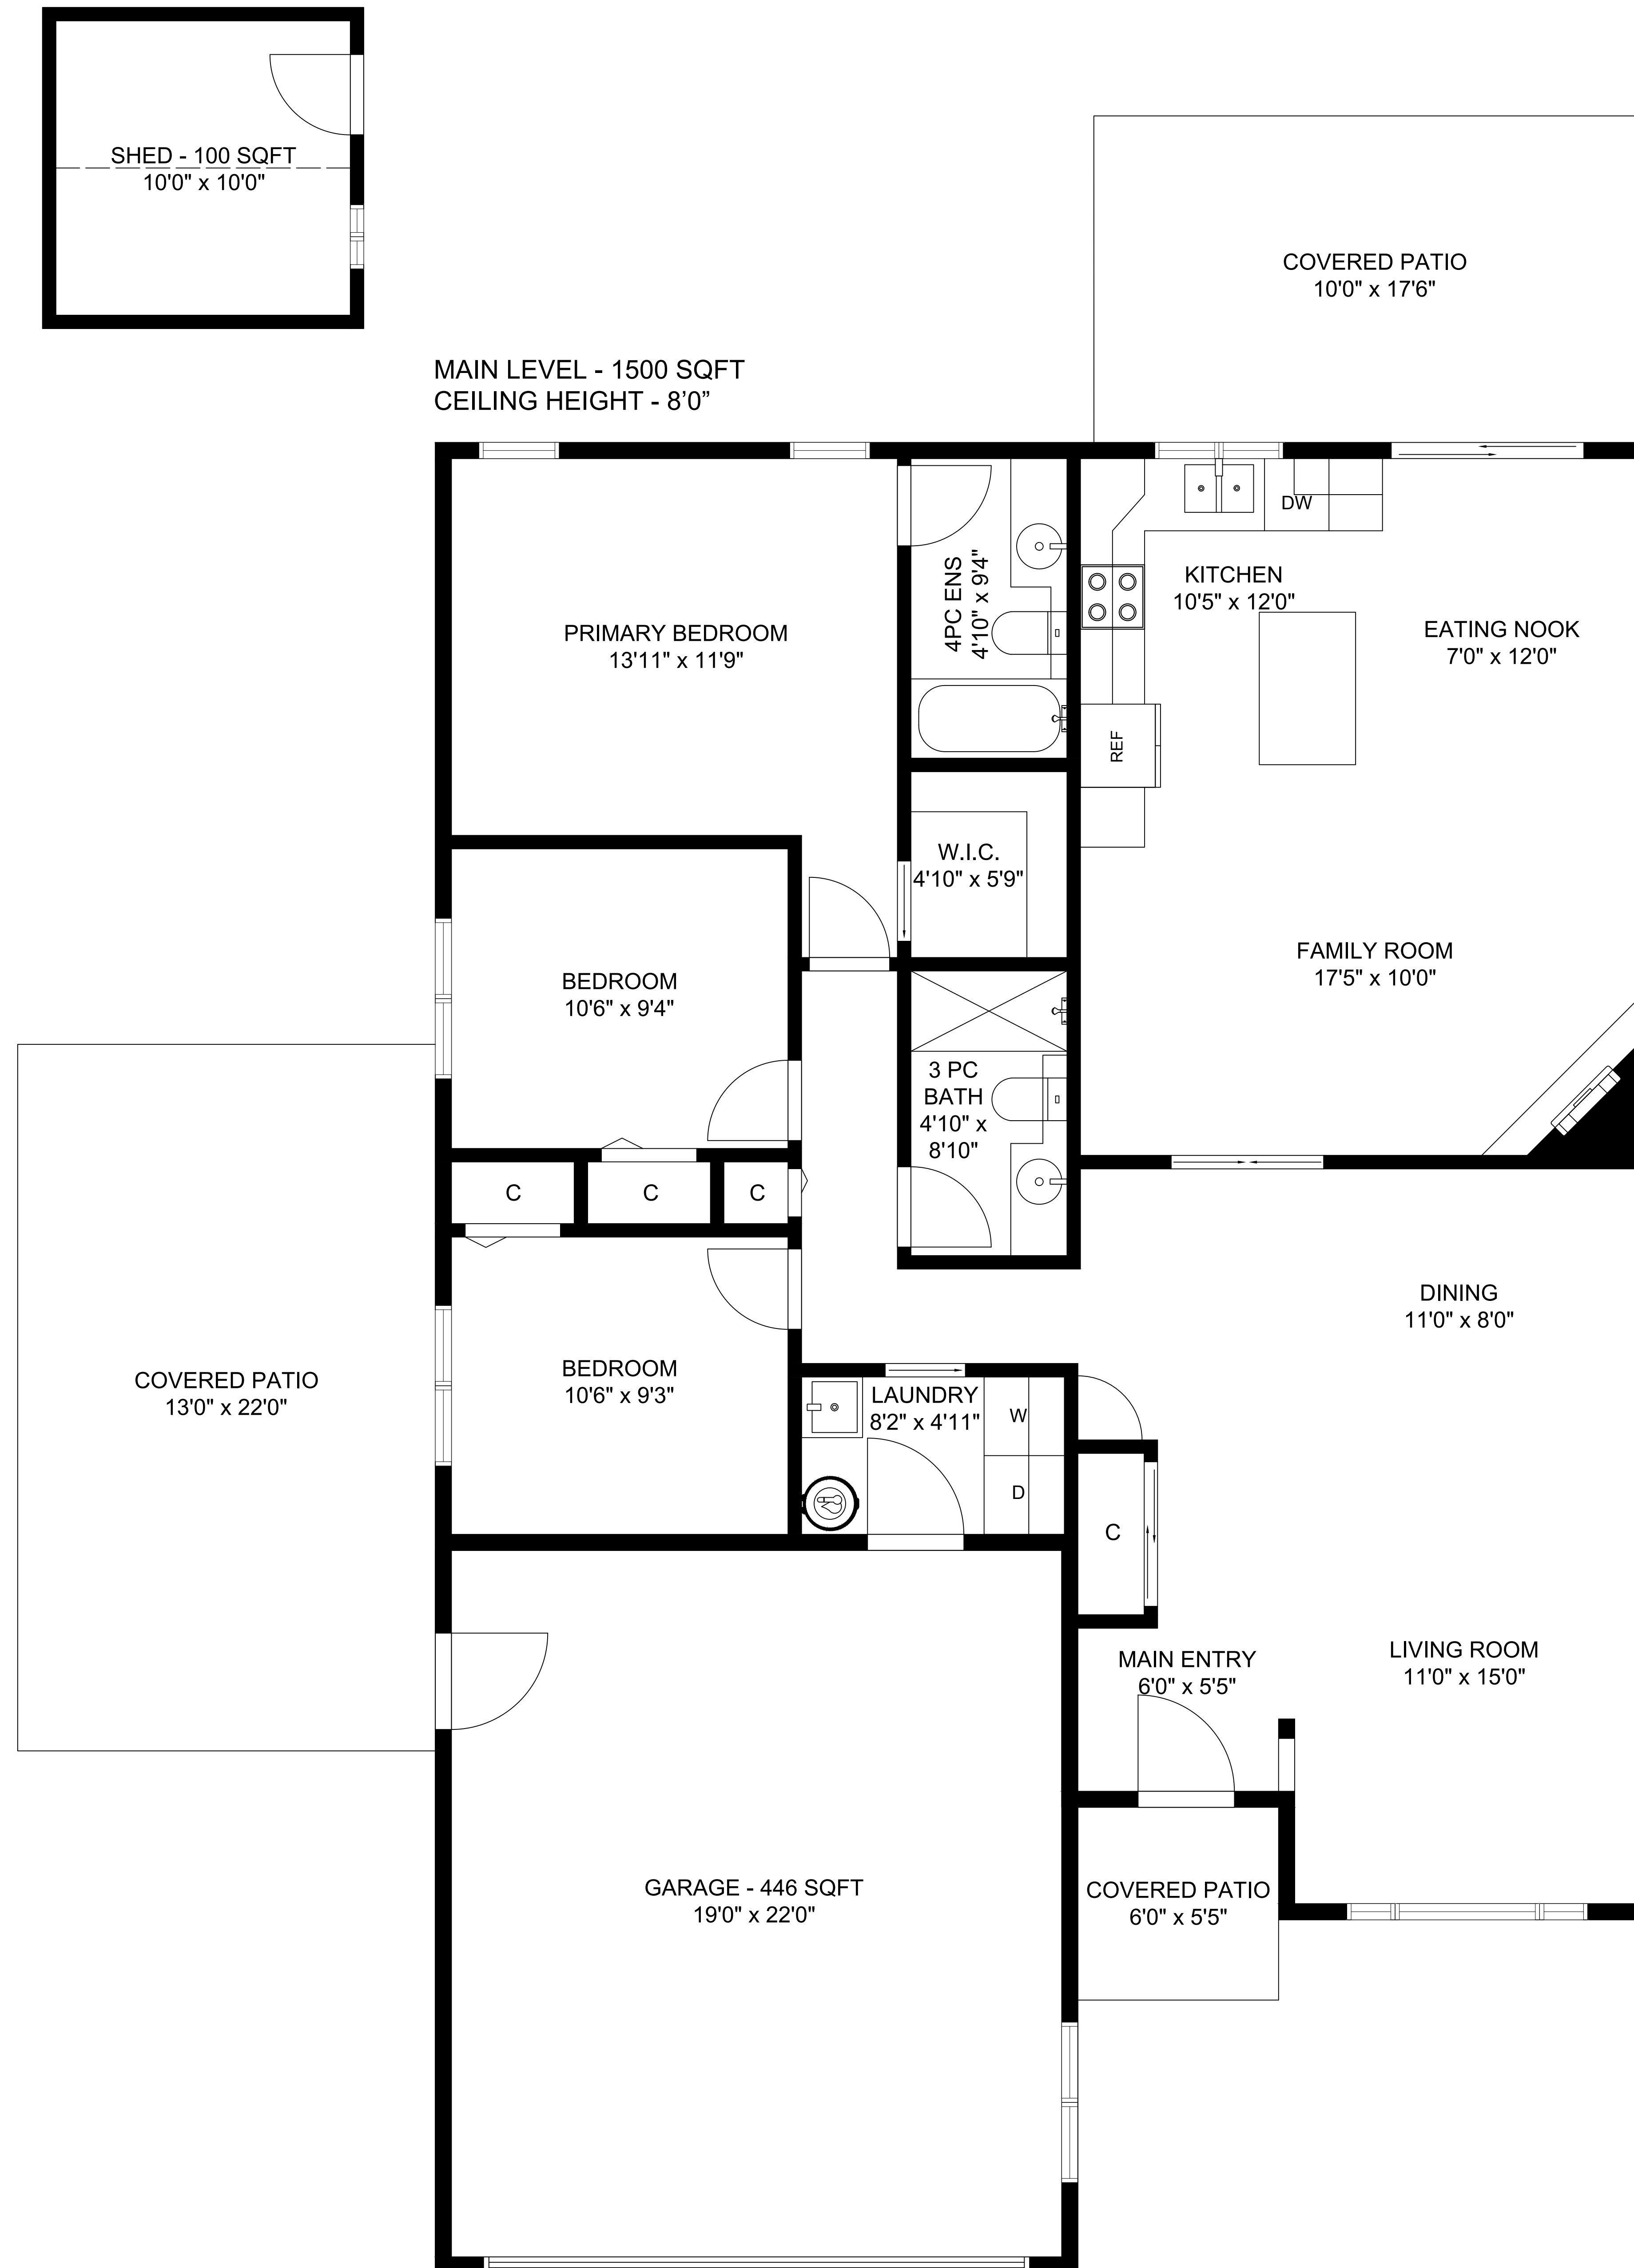 SHED - 100 SQFT
10'0" x 10'0"
COVERED PATIO
10'0" x 17'6"
MAIN LEVEL - 1500 SQFT
CEILING HEIGHT - 8’0”
DW
4PC ENS
4'10" x 9'4"
KITCHEN
10'5" x 12'0"
PRIMARY BEDROOM
13'11" x 11'9"
EATING NOOK
7'0" x 12'0"
REF
W.I.C.
4'10" x 5'9"
FAMILY ROOM
17'5" x 10'0"
BEDROOM
10'6" x 9'4"
3 PC
BATH
4'10" x
8'10"
C
C
C
DINING
11'0" x 8'0"
COVERED PATIO
13'0" x 22'0"
BEDROOM
10'6" x 9'3"
LAUNDRY
8'2" x 4'11"
W
D
C
MAIN ENTRY
6'0" x 5'5"
LIVING ROOM
11'0" x 15'0"
GARAGE - 446 SQFT
19'0" x 22'0"
COVERED PATIO
6'0" x 5'5"